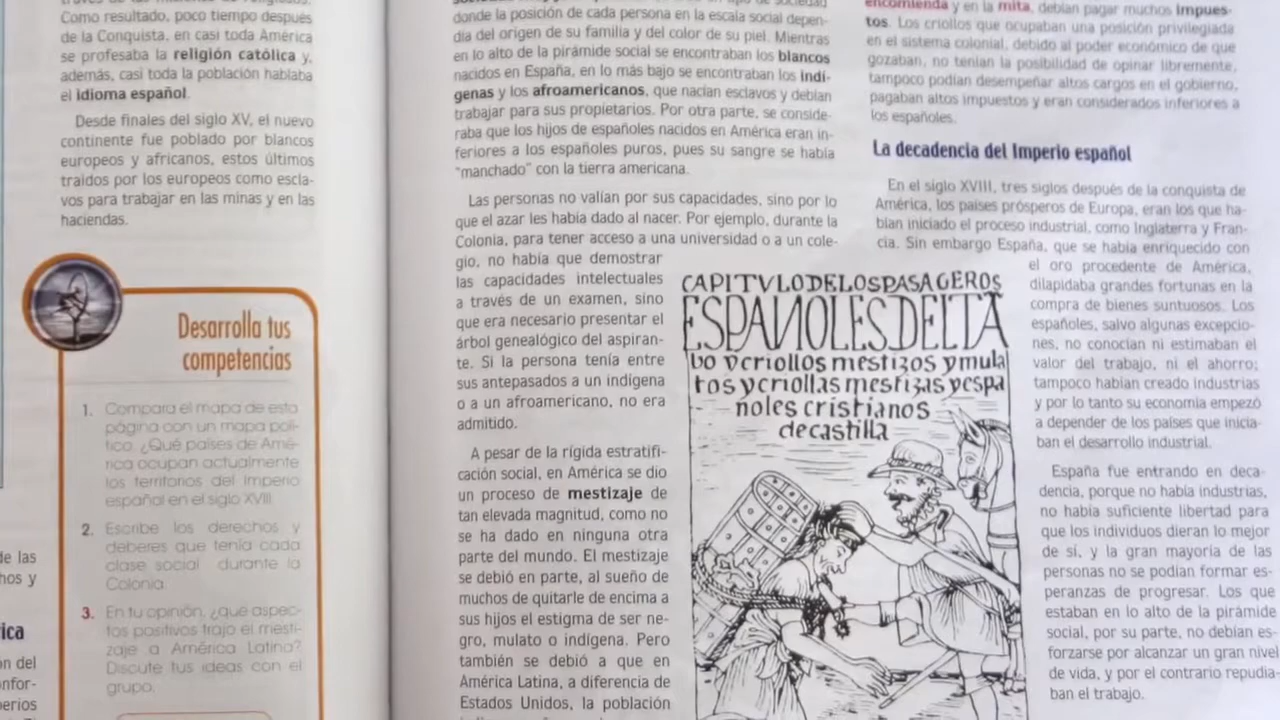 Como resultado, poco tiempo después
de la Conquista, en casi toda América
se profesaba la religión católica y,
además, casi toda la población hablaba
el idioma español.
Desde finales del siglo XV, el nuevo
continente fue poblado por blancos
europeos y africanos, estos últimos
traídos por los europeos como escla-
vos para trabajar en las minas y en las
haciendas.
Desarrolla tus
competencias
1. Compara el mapa de esta
página con un mapa polí-
tico. ¿Qué países de Amé-
rica ocupan actualmente
los territorios del Imperio
español en el siglo XVIII
2. Escribe los derechos y
deberes que tenía cada
clase social durante la
Colonia.
3. En tu opinión, ¿qué aspec-
tos positivos trajo el mesti-
zaje a América Latina?
Discute tus ideas con el
grupo.
de las
hos y
rica
ón del
onfor-
perios
donde la posición de cada persona en la escala social depen-
día del origen de su familia y del color de su piel. Mientras
en lo alto de la pirámide social se encontraban los blancos
nacidos en España, en lo más bajo se encontraban los indí-
genas y los afroamericanos, que nacían esclavos y debían
trabajar para sus propietarios. Por otra parte, se conside-
raba que los hijos de españoles nacidos en América eran in-
feriores a los españoles puros, pues su sangre se había
"manchado" con la tierra americana.
Las personas no valían por sus capacidades, sino por lo
que el azar les había dado al nacer. Por ejemplo, durante la
Colonia, para tener acceso a una universidad o a un cole-
gio, no había que demostrar
las capacidades intelectuales
a través de un examen, sino
que era necesario presentar el
árbol genealógico del aspiran-
te. Si la persona tenía entre
sus antepasados a un indígena
o a un afroamericano, no era
admitido.
A pesar de la rígida estratifi-
cación social, en América se dio
un proceso de mestizaje de
tan elevada magnitud, como no
se ha dado en ninguna otra
parte del mundo. El mestizaje
se debió en parte, al sueño de
muchos de quitarle de encima a
sus hijos el estigma de ser ne-
gro, mulato o indígena. Pero
también se debió a que en
América Latina, a diferencia de
Estados Unidos, la población
CAPITVLO DE LOS PASAGEROS
ESPAÑOLES DEL TA
bo y criollos mestizos y mula
tos y criollas mestizas y espa
ñoles cristianos
de castilla
encomienda y en la mita, debían pagar muchos impues-
tos. Los criollos que ocupaban una posición privilegiada
en el sistema colonial, debido al poder económico de que
gozaban, no tenían la posibilidad de opinar libremente,
tampoco podían desempeñar altos cargos en el gobierno,
pagaban altos impuestos y eran considerados inferiores a
los españoles.
La decadencia del Imperio español
En el siglo XVIII, tres siglos después de la conquista de
América, los países prósperos de Europa, eran los que ha-
bían iniciado el proceso industrial, como Inglaterra y Fran-
cia. Sin embargo España, que se había enriquecido con
el oro procedente de América,
dilapidaba grandes fortunas en la
compra de bienes suntuosos. Los
españoles, salvo algunas excepcio-
nes, no conocían ni estimaban el
valor del trabajo, ni el ahorro;
tampoco habían creado industrias
y por lo tanto su economía empezó
a depender de los países que inicia-
ban el desarrollo industrial.
España fue entrando en deca-
dencia, porque no había industrias,
no había suficiente libertad para
que los individuos dieran lo mejor
de sí, y la gran mayoría de las
personas no se podían formar es-
peranzas de progresar. Los que
estaban en lo alto de la pirámide
social, por su parte, no debían es-
forzarse por alcanzar un gran nivel
de vida, y por el contrario repudia-
ban el trabajo.